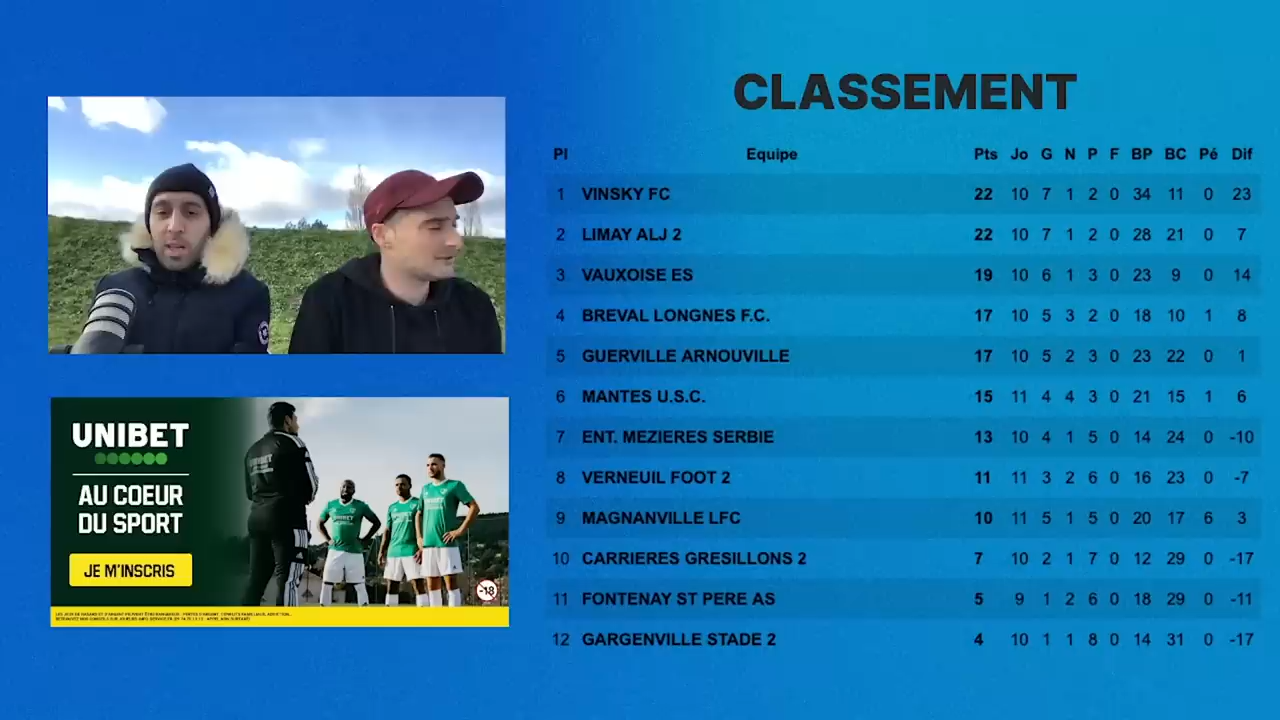 CLASSEMENT
Pl Equipe Pts Jo G N P F BP BC Pé Dif
1 VINSKY FC 22 10 7 1 2 0 34 11 0 23
2 LIMAY ALJ 2 22 10 7 1 2 0 28 21 0 7
3 VAUXOISE ES 19 10 6 1 3 0 23 9 0 14
4 BREVAL LONGNES F.C. 17 10 5 3 2 0 18 10 1 8
5 GUERVILLE ARNOUVILLE 17 10 5 2 3 0 23 22 0 1
6 MANTES U.S.C. 15 11 4 4 3 0 21 15 1 6
7 ENT. MEZIERES SERBIE 13 10 4 1 5 0 14 24 0 -10
8 VERNEUIL FOOT 2 11 11 3 2 6 0 16 23 0 -7
9 MAGNANVILLE LFC 10 11 5 1 5 0 20 17 6 3
10 CARRIERES GRESILLONS 2 7 10 2 1 7 0 12 29 0 -17
11 FONTENAY ST PERE AS 5 9 1 2 6 0 18 29 0 -11
12 GARGENVILLE STADE 2 4 10 1 1 8 0 14 31 0 -17
UNIBET
AU COEUR
DU SPORT
JE M'INSCRIS
UNIBET
-18